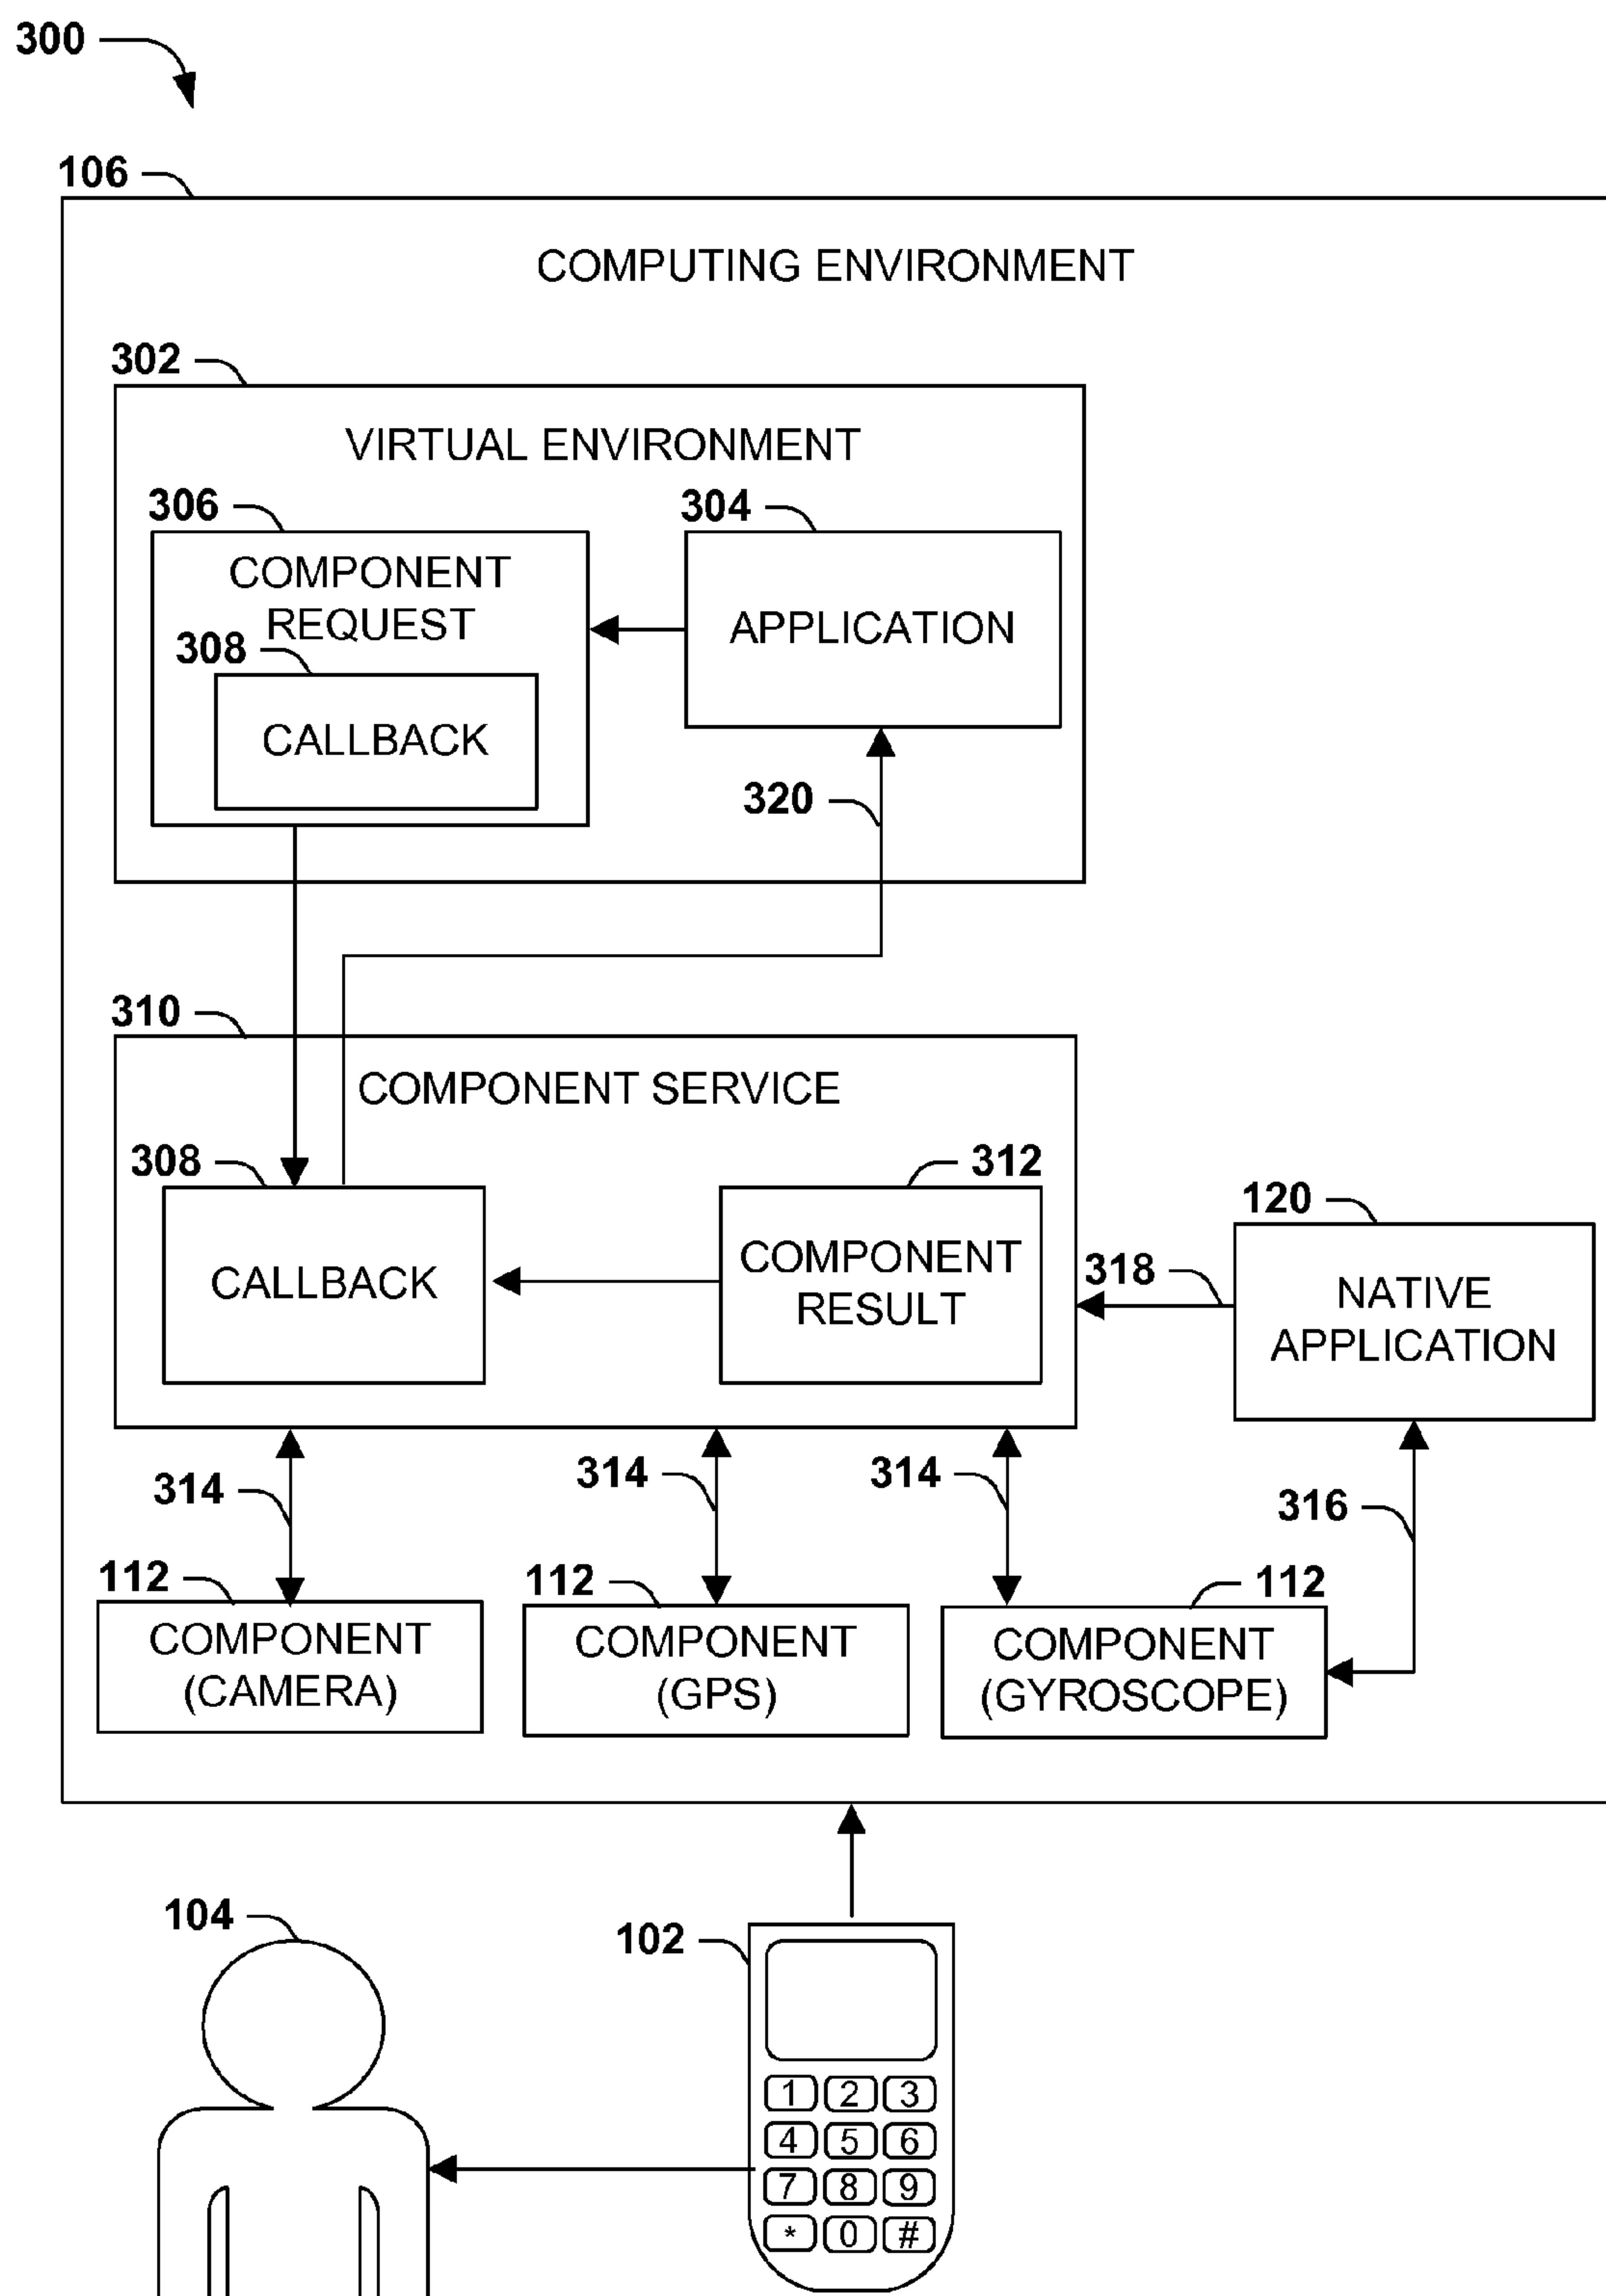 300
106
COMPUTING ENVIRONMENT
302
VIRTUAL ENVIRONMENT
306
304
COMPONENT
REQUEST
APPLICATION
308
CALLBACK
320
310
COMPONENT SERVICE
308
312
120
CALLBACK
COMPONENT
RESULT
318
NATIVE
APPLICATION
314
314
314
316
112
112
112
COMPONENT
(CAMERA)
COMPONENT
(GPS)
COMPONENT
(GYROSCOPE)
104
102
1 2 3
4 5 6
7 8 9
* 0 #